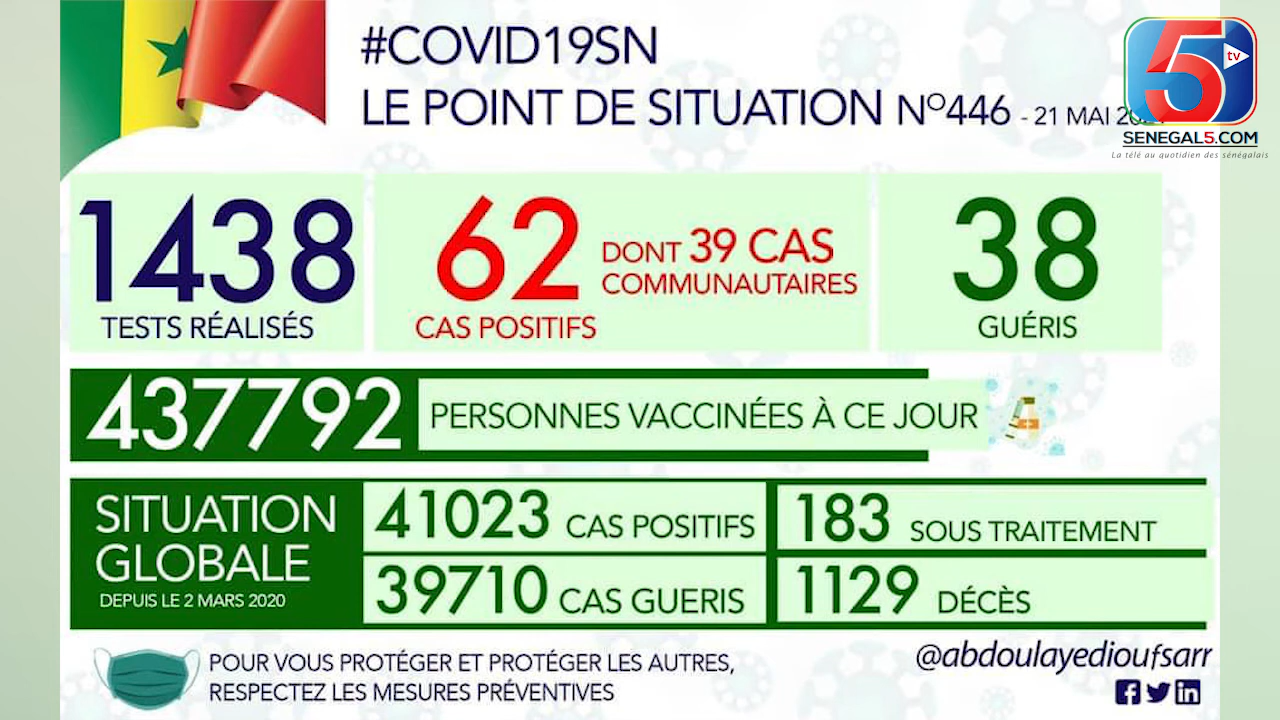 #COVID19SN
LE POINT DE SITUATION Nº446 - 21 MAI
5 tv
SENEGAL5.COM
La télé au quotidien des sénégalais
1438
TESTS RÉALISÉS
62 DONT 39 CAS
COMMUNAUTAIRES
CAS POSITIFS
38
GUÉRIS
437792 PERSONNES VACCINÉES À CE JOUR
SITUATION
GLOBALE
DEPUIS LE 2 MARS 2020
41023 CAS POSITIFS
183 SOUS TRAITEMENT
39710 CAS GUERIS
1129 DÉCÈS
POUR VOUS PROTÉGER ET PROTÉGER LES AUTRES,
RESPECTEZ LES MESURES PRÉVENTIVES
@abdoulayedioufsarr